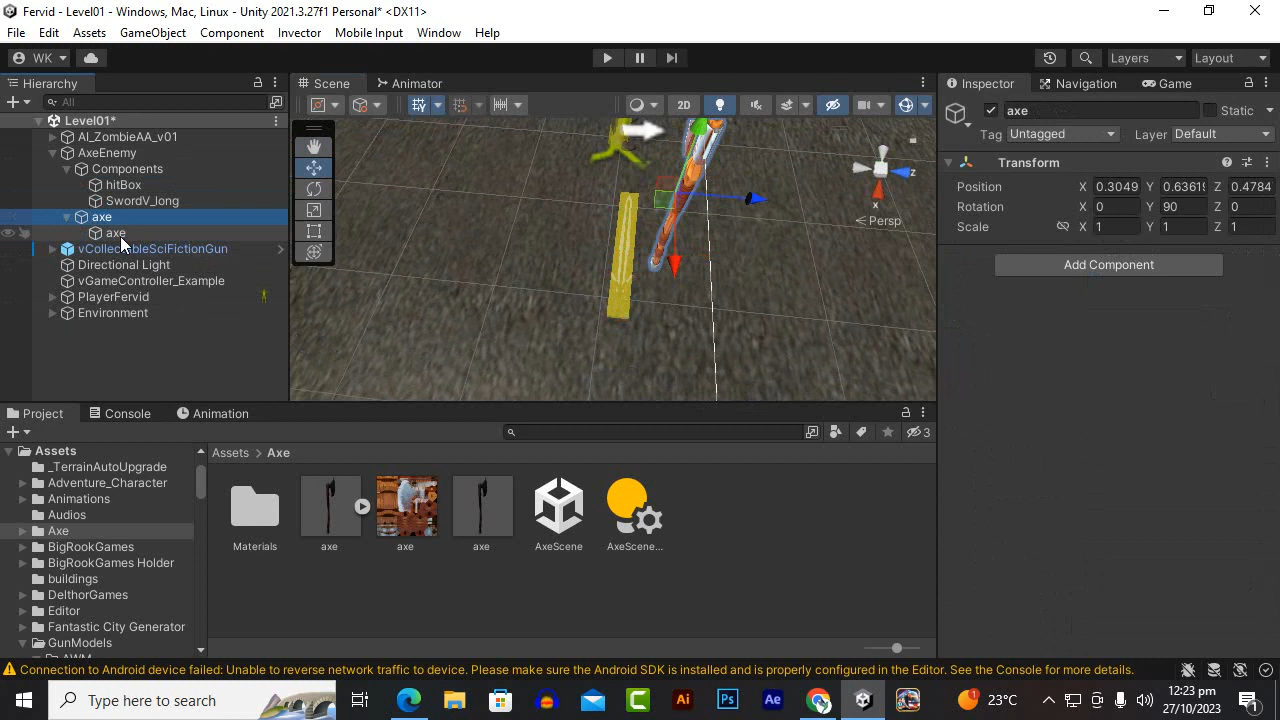 Fervid - Level01 - Windows, Mac, Linux - Unity 2021.3.27f1 Personal* <DX11>
File Edit Assets GameObject Component Invector Mobile Input Window Help
WK Layers Layout
Hierarchy Scene Animator Inspector Navigation Game
All 2D axe Static
Tag Untagged Layer Default
Level01*
AI_ZombieAA_v01
AxeEnemy
Components
hitBox
SwordV_long
axe
axe
vCollectableSciFictionGun
Directional Light
vGameController_Example
PlayerFervid
Environment
z
x
Persp
Transform
Position X 0.3049 Y 0.6361 Z 0.4784
Rotation X 0 Y 90 Z 0
Scale X 1 Y 1 Z 1
Add Component
Project Console Animation
3
Assets
_TerrainAutoUpgrade
Adventure_Character
Animations
Audios
Axe
BigRookGames
BigRookGames Holder
buildings
DelthorGames
Editor
Fantastic City Generator
GunModels
AWM
Assets > Axe
Materials axe axe axe AxeScene AxeScene...
Connection to Android device failed: Unable to reverse network traffic to device. Please make sure the Android SDK is installed and is properly configured in the Editor. See the Console for more details.
Type here to search
Ai Ps Ae
1 23°C
12:23 pm
27/10/2023
1